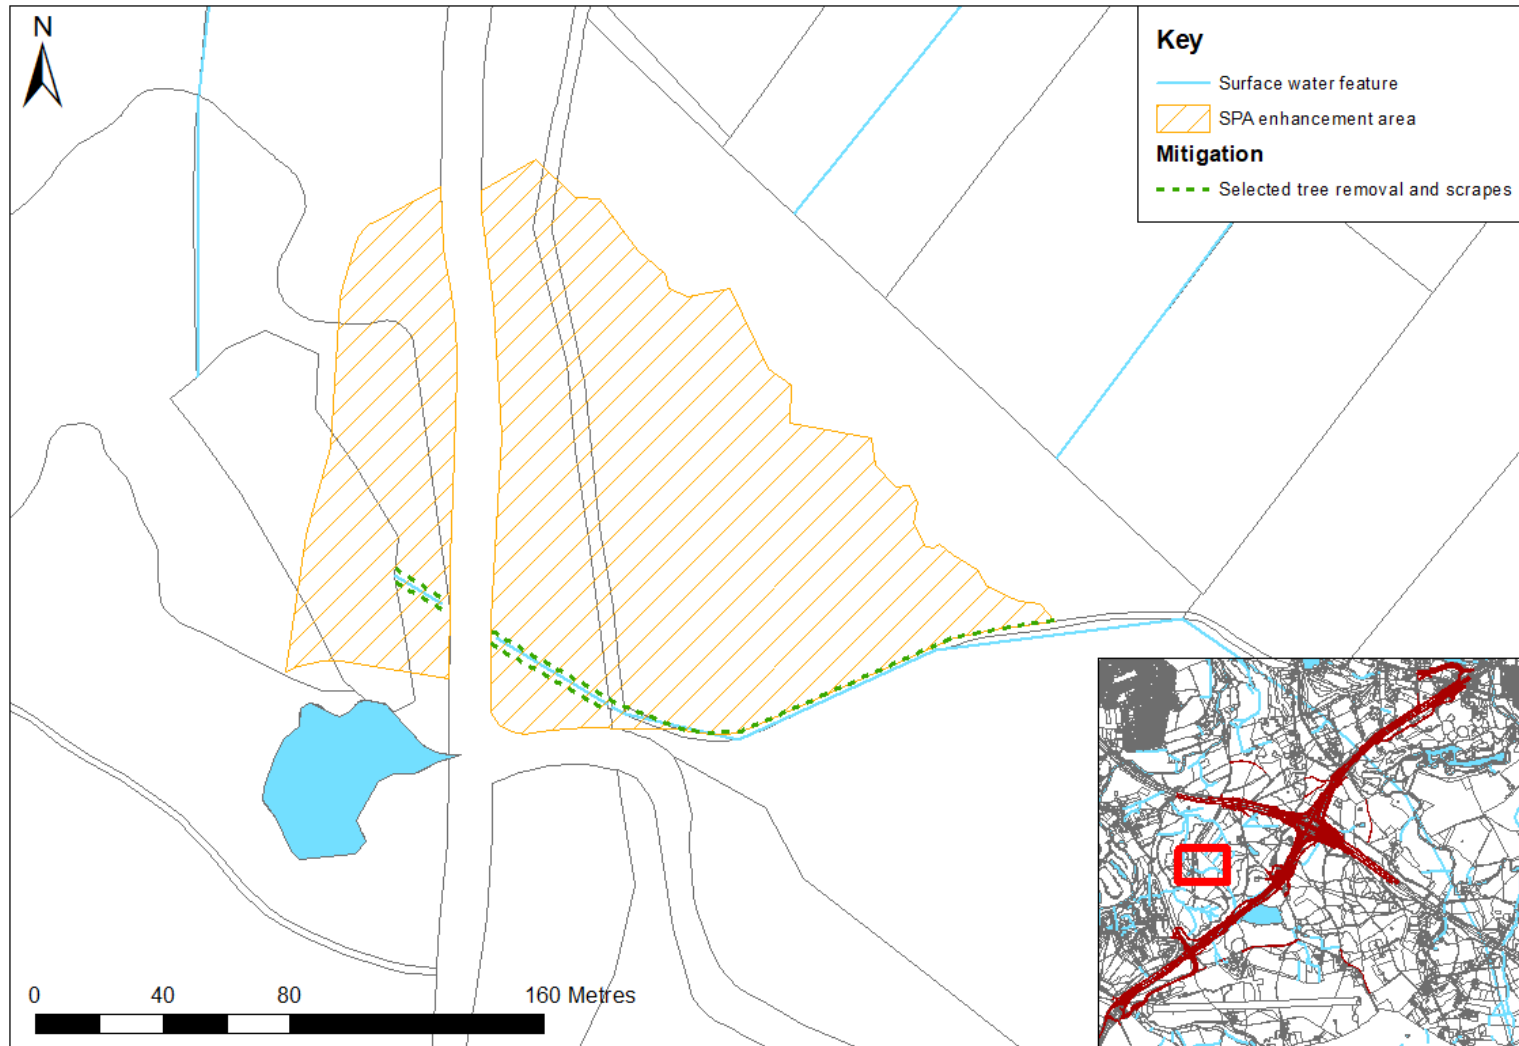 N
Key
Surface water feature
SPA enhancement area
Mitigation
Selected tree removal and scrapes
0 40 80 160 Metres